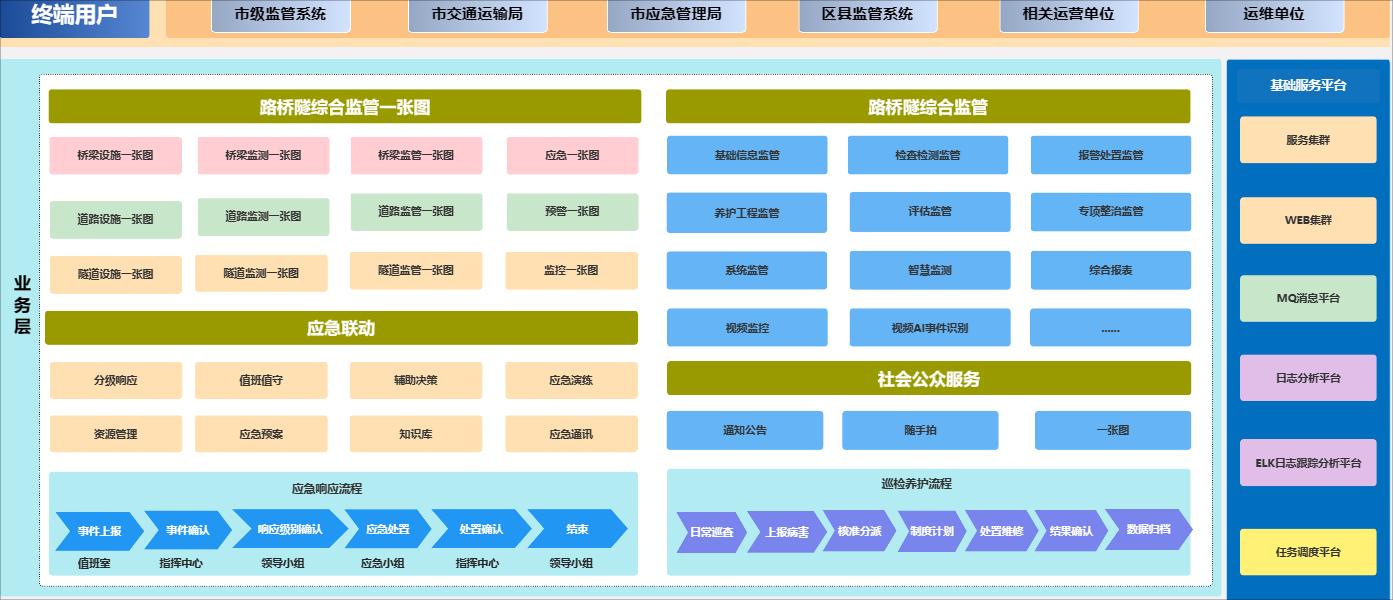 终端用户
市级监管系统
市交通运输局
市应急管理局
区县监管系统
相关运营单位
运维单位
业务层
路桥隧综合监管一张图
桥梁设施一张图
桥梁监测一张图
桥梁监管一张图
应急一张图
道路设施一张图
道路监测一张图
道路监管一张图
预警一张图
隧道设施一张图
隧道监测一张图
隧道监管一张图
监控一张图
应急联动
分级响应
值班值守
辅助决策
应急演练
资源管理
应急预案
知识库
应急通讯
应急响应流程
事件上报
事件确认
响应级别确认
应急处置
处置确认
结束
值班室
指挥中心
领导小组
应急小组
指挥中心
领导小组
路桥隧综合监管
基础信息监管
检查检测监管
报警处置监管
养护工程监管
评估监管
专项整治监管
系统监管
智慧监测
综合报表
视频监控
视频AI事件识别
......
社会公众服务
通知公告
随手拍
一张图
巡检养护流程
日常巡查
上报病害
核准分派
制度计划
处置维修
结果确认
数据归档
基础服务平台
服务集群
WEB集群
MQ消息平台
日志分析平台
ELK日志跟踪分析平台
任务调度平台